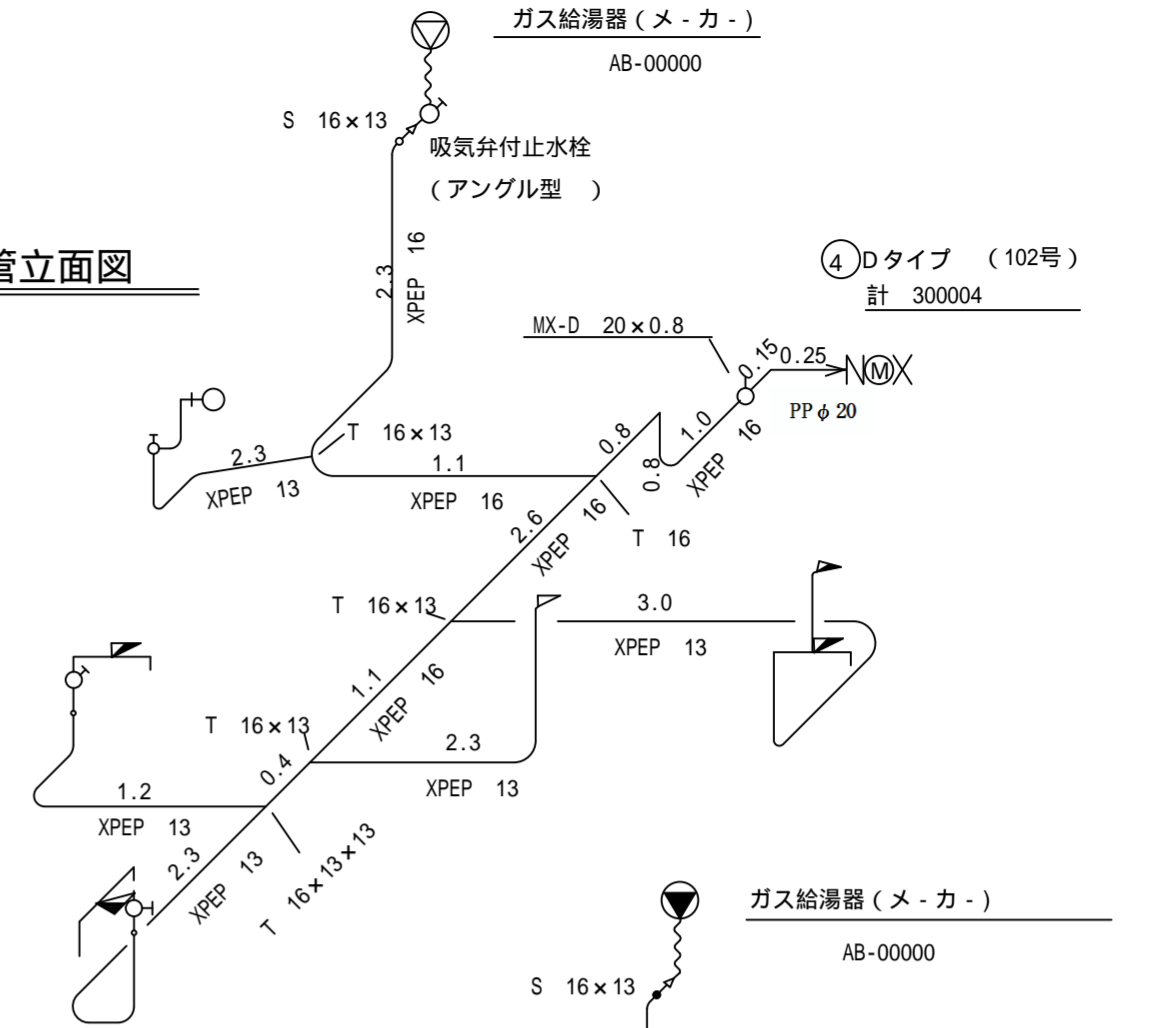 ガス給湯器(メ-カ-)
AB-00000
S 16×13
吸気弁付止水栓
(アングル型 )
2.3
XPEP 16
管立面図
④Dタイプ (102号)
計 300004
MX-D 20×0.8
0.15
0.25
N M X
PPφ20
T 16×13
2.3
XPEP 13
1.1
XPEP 16
0.8
0.8
1.0
XPEP 16
T 16
2.6
XPEP 16
T 16×13
3.0
XPEP 13
1.1
XPEP 16
T 16×13
2.3
XPEP 13
0.4
1.2
XPEP 13
2.3
XPEP 13
T 16×13×13
ガス給湯器(メ-カ-)
AB-00000
S 16×13